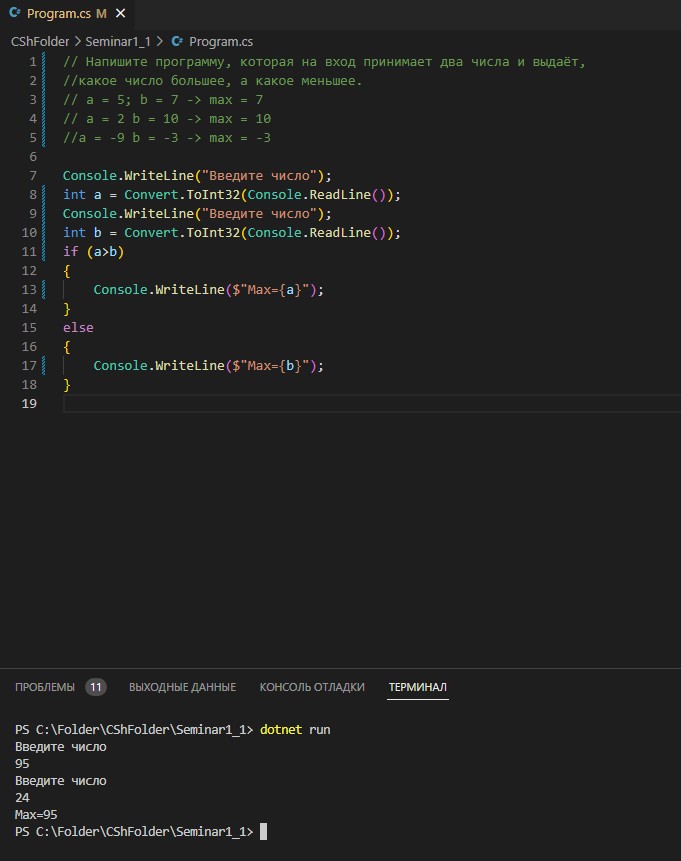 Program.cs M
CShFolder > Seminar1_1 > Program.cs
1 // Напишите программу, которая на вход принимает два числа и выдаёт,
2 //какое число большее, а какое меньшее.
3 // a = 5; b = 7 -> max = 7
4 // a = 2 b = 10 -> max = 10
5 //a = -9 b = -3 -> max = -3
6
7 Console.WriteLine("Введите число");
8 int a = Convert.ToInt32(Console.ReadLine());
9 Console.WriteLine("Введите число");
10 int b = Convert.ToInt32(Console.ReadLine());
11 if (a>b)
12 {
13 Console.WriteLine($"Max={a}");
14 }
15 else
16 {
17 Console.WriteLine($"Max={b}");
18 }
19
ПРОБЛЕМЫ 11 ВЫХОДНЫЕ ДАННЫЕ КОНСОЛЬ ОТЛАДКИ ТЕРМИНАЛ
PS C:\Folder\CShFolder\Seminar1_1> dotnet run
Введите число
95
Введите число
24
Max=95
PS C:\Folder\CShFolder\Seminar1_1>